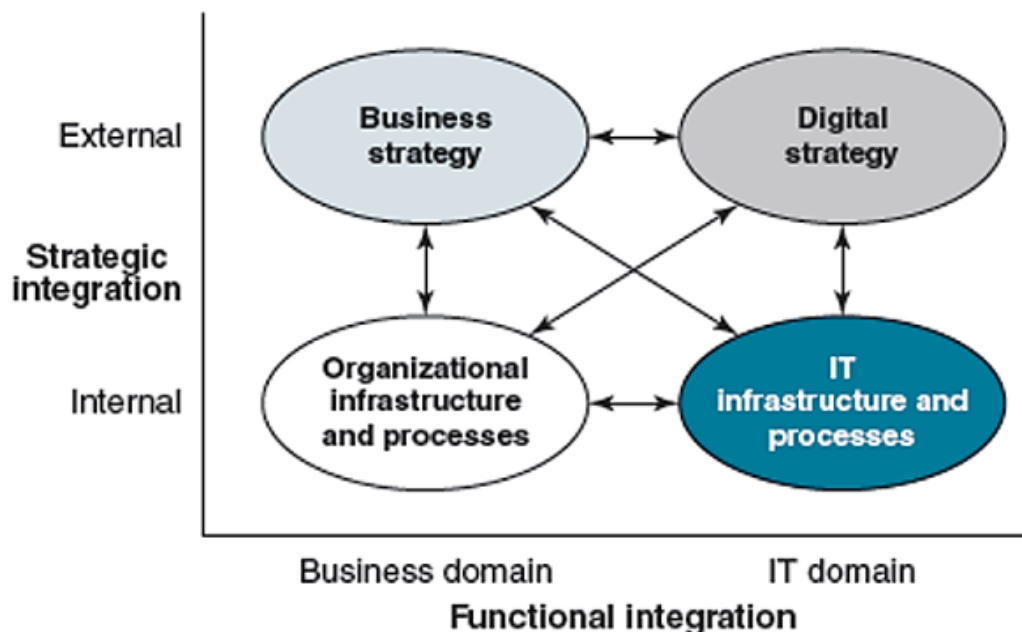 Business
strategy
Digital
strategy
External
Strategic
integration
Organizational
infrastructure
and processes
IT
infrastructure and
processes
Internal
Business domain
IT domain
Functional integration